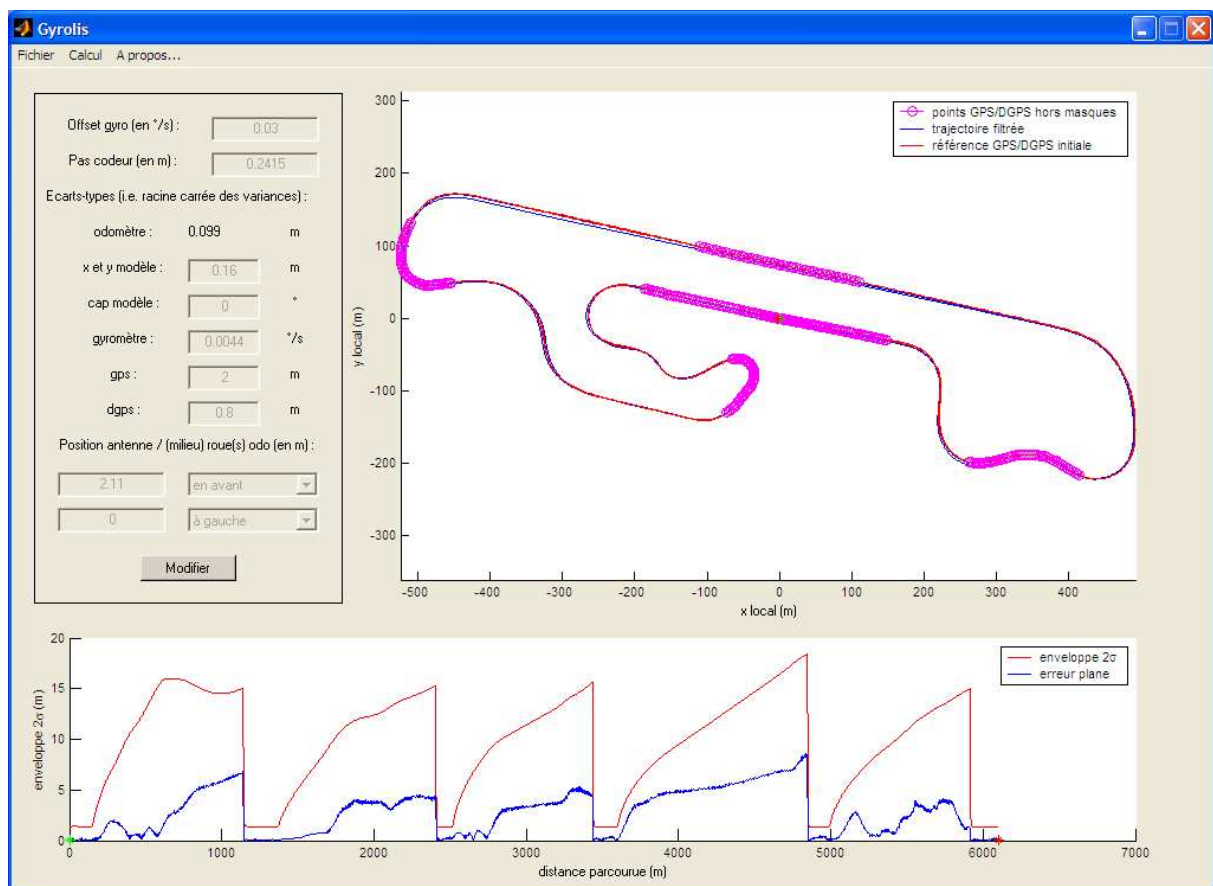 Gyrolis
Fichier Calcul A propos...
Offset gyro (en °/s) : 0.03
Pas codeur (en m) : 0.2415
Ecarts-types (i.e. racine carrée des variances) :
odomètre : 0.099 m
x et y modèle : 0.16 m
cap modèle : 0 °
gyromètre : 0.0044 °/s
gps : 2 m
dgps : 0.8 m
Position antenne / (milieu) roue(s) odo (en m) :
2.11 en avant
0 à gauche
Modifier
points GPS/DGPS hors masques
trajectoire filtrée
référence GPS/DGPS initiale
300
200
100
0
-100
-200
-300
y local (m)
-500 -400 -300 -200 -100 0 100 200 300 400
x local (m)
enveloppe 2σ
erreur plane
20
15
10
5
0
enveloppe 2σ (m)
0 1000 2000 3000 4000 5000 6000 7000
distance parcourue (m)